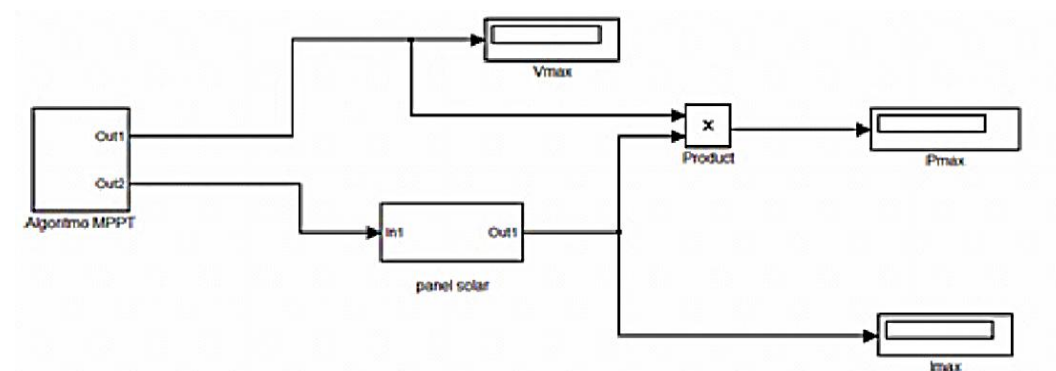 Vmax
Out1
Out2
Algoritmo MPPT
x
Product
Pmax
In1
Out1
panel solar
Imax